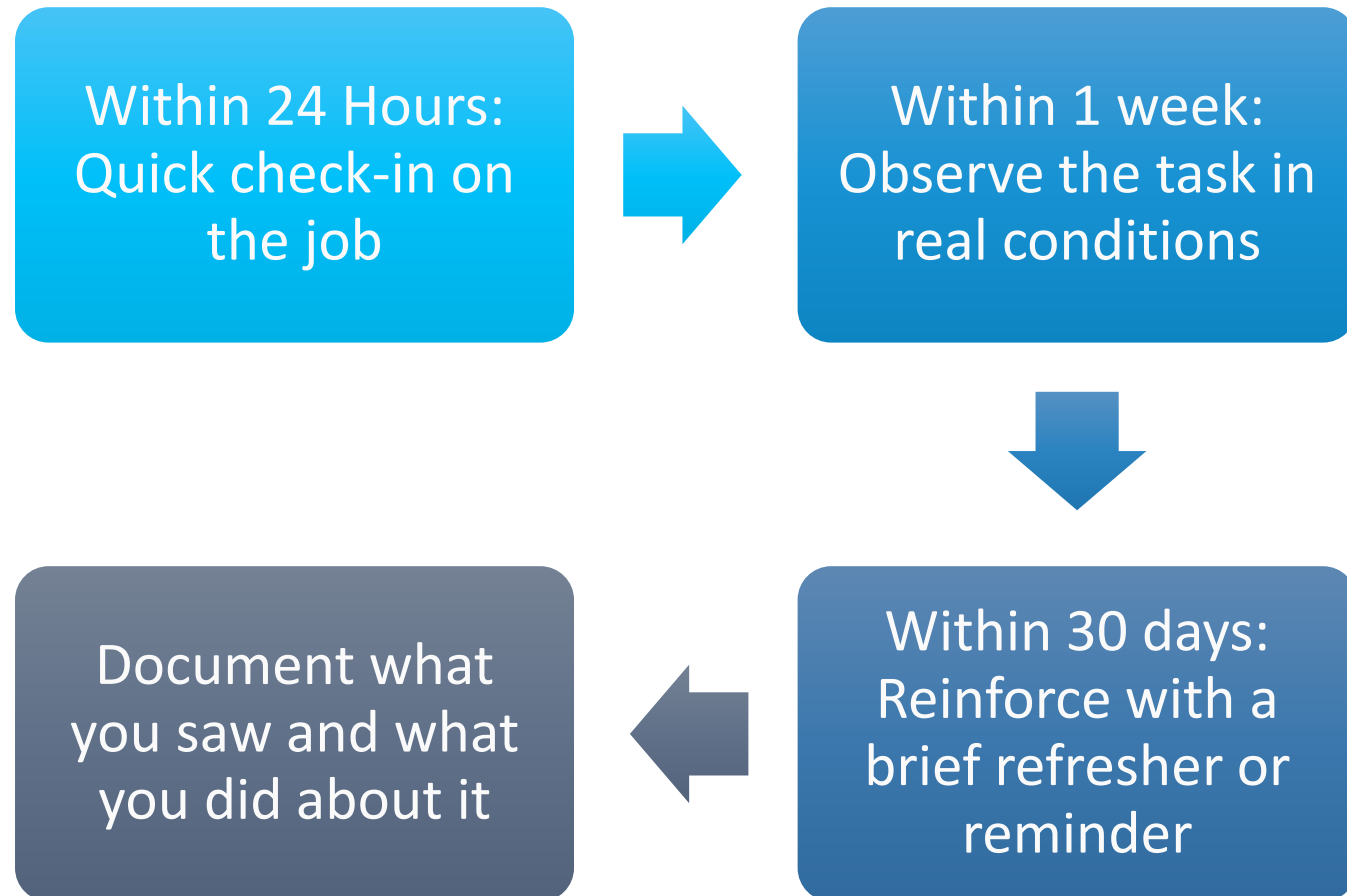 Within 24 Hours:
Quick check-in on
the job
Within 1 week:
Observe the task in
real conditions
Within 30 days:
Reinforce with a
brief refresher or
reminder
Document what
you saw and what
you did about it